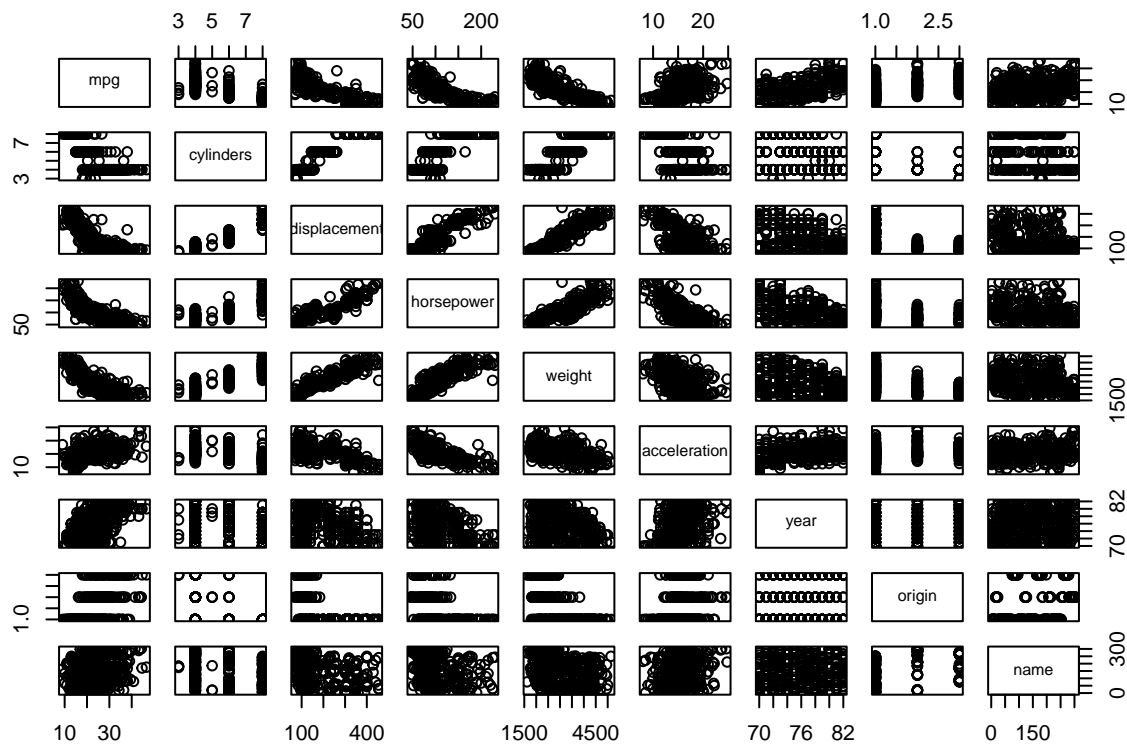 3 5 7 50 200 10 20 1.0 2.5
mpg 10
3 7 cylinders
displacement 100
50 horsepower
weight 1500
10 acceleration
year 70 82
1.0 origin
name 0 300
10 30 100 400 1500 4500 70 76 82 0 150